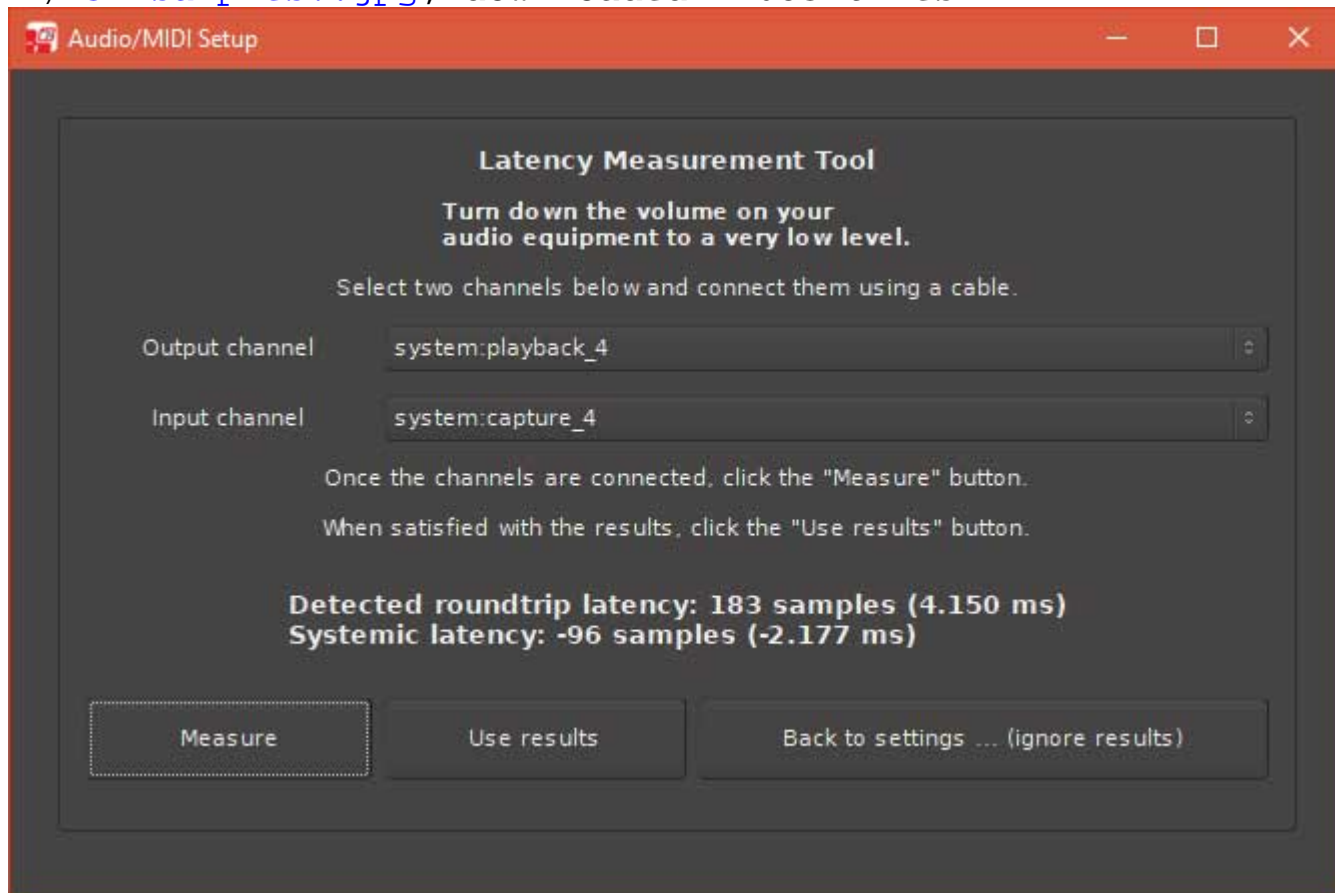 Audio/MIDI Setup
Latency Measurement Tool
Turn down the volume on your
audio equipment to a very low level.
Select two channels below and connect them using a cable.
Output channel system:playback_4
Input channel system:capture_4
Once the channels are connected, click the "Measure" button.
When satisfied with the results, click the "Use results" button.
Detected roundtrip latency: 183 samples (4.150 ms)
Systemic latency: -96 samples (-2.177 ms)
Measure Use results Back to settings ... (ignore results)